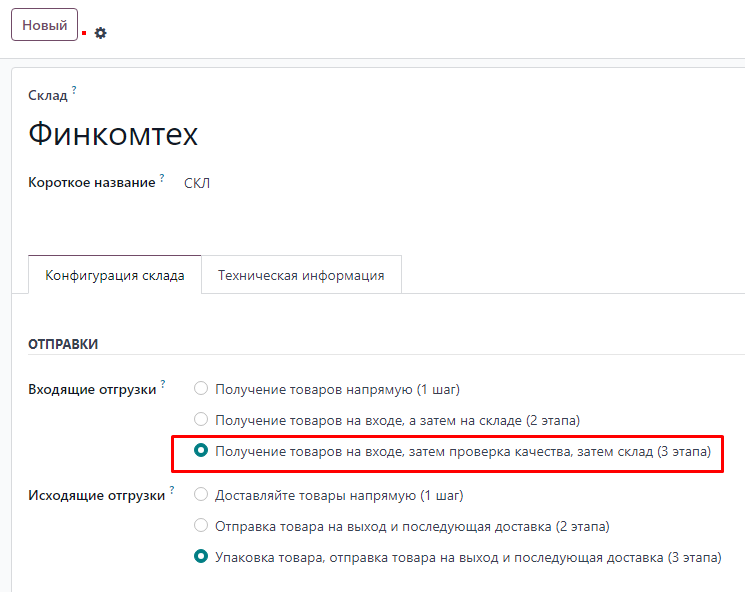 Новый
Склад ?
Финкомтех
Короткое название ? СКЛ
Конфигурация склада Техническая информация
ОТПРАВКИ
Входящие отгрузки ? Получение товаров напрямую (1 шаг)
Получение товаров на входе, а затем на складе (2 этапа)
Получение товаров на входе, затем проверка качества, затем склад (3 этапа)
Исходящие отгрузки ? Доставляйте товары напрямую (1 шаг)
Отправка товара на выход и последующая доставка (2 этапа)
Упаковка товара, отправка товара на выход и последующая доставка (3 этапа)